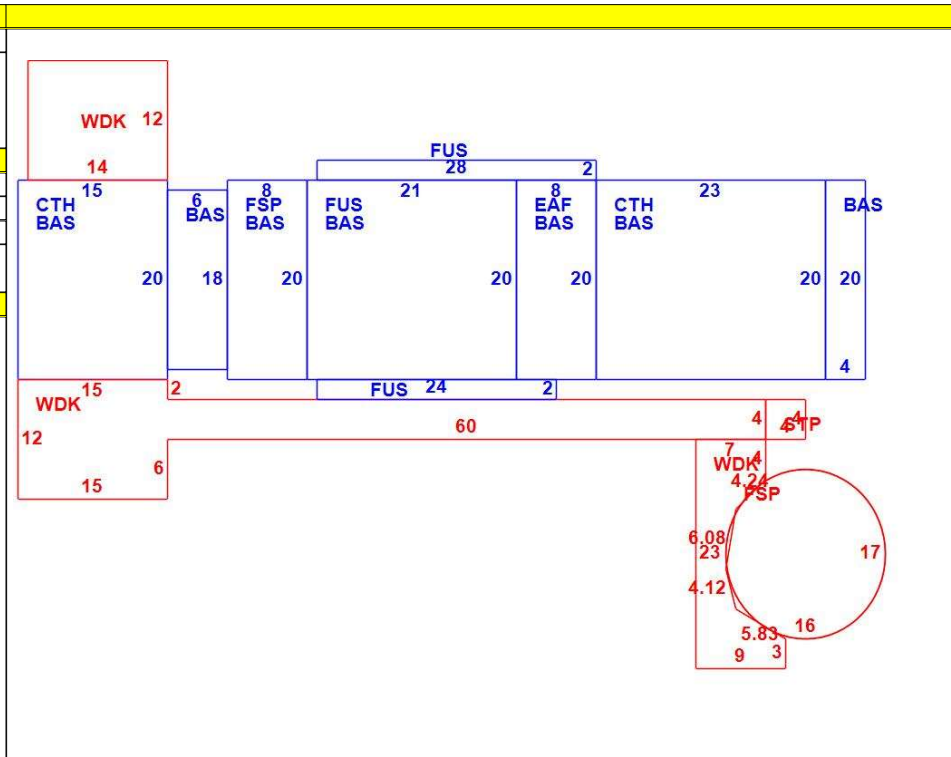 WDK 12
14
FUS
28 2
15 6 8 21 8 23
CTH BAS FSP FUS EAF CTH BAS
BAS BAS BAS BAS BAS
20 18 20 20 20 20 20
4
15 2 FUS 24 2
WDK
12 60 4 4 4 STP
6 7 4
15 WDK
4.24
FSP
6.08
23 17
4.12
16
5.83
9 3